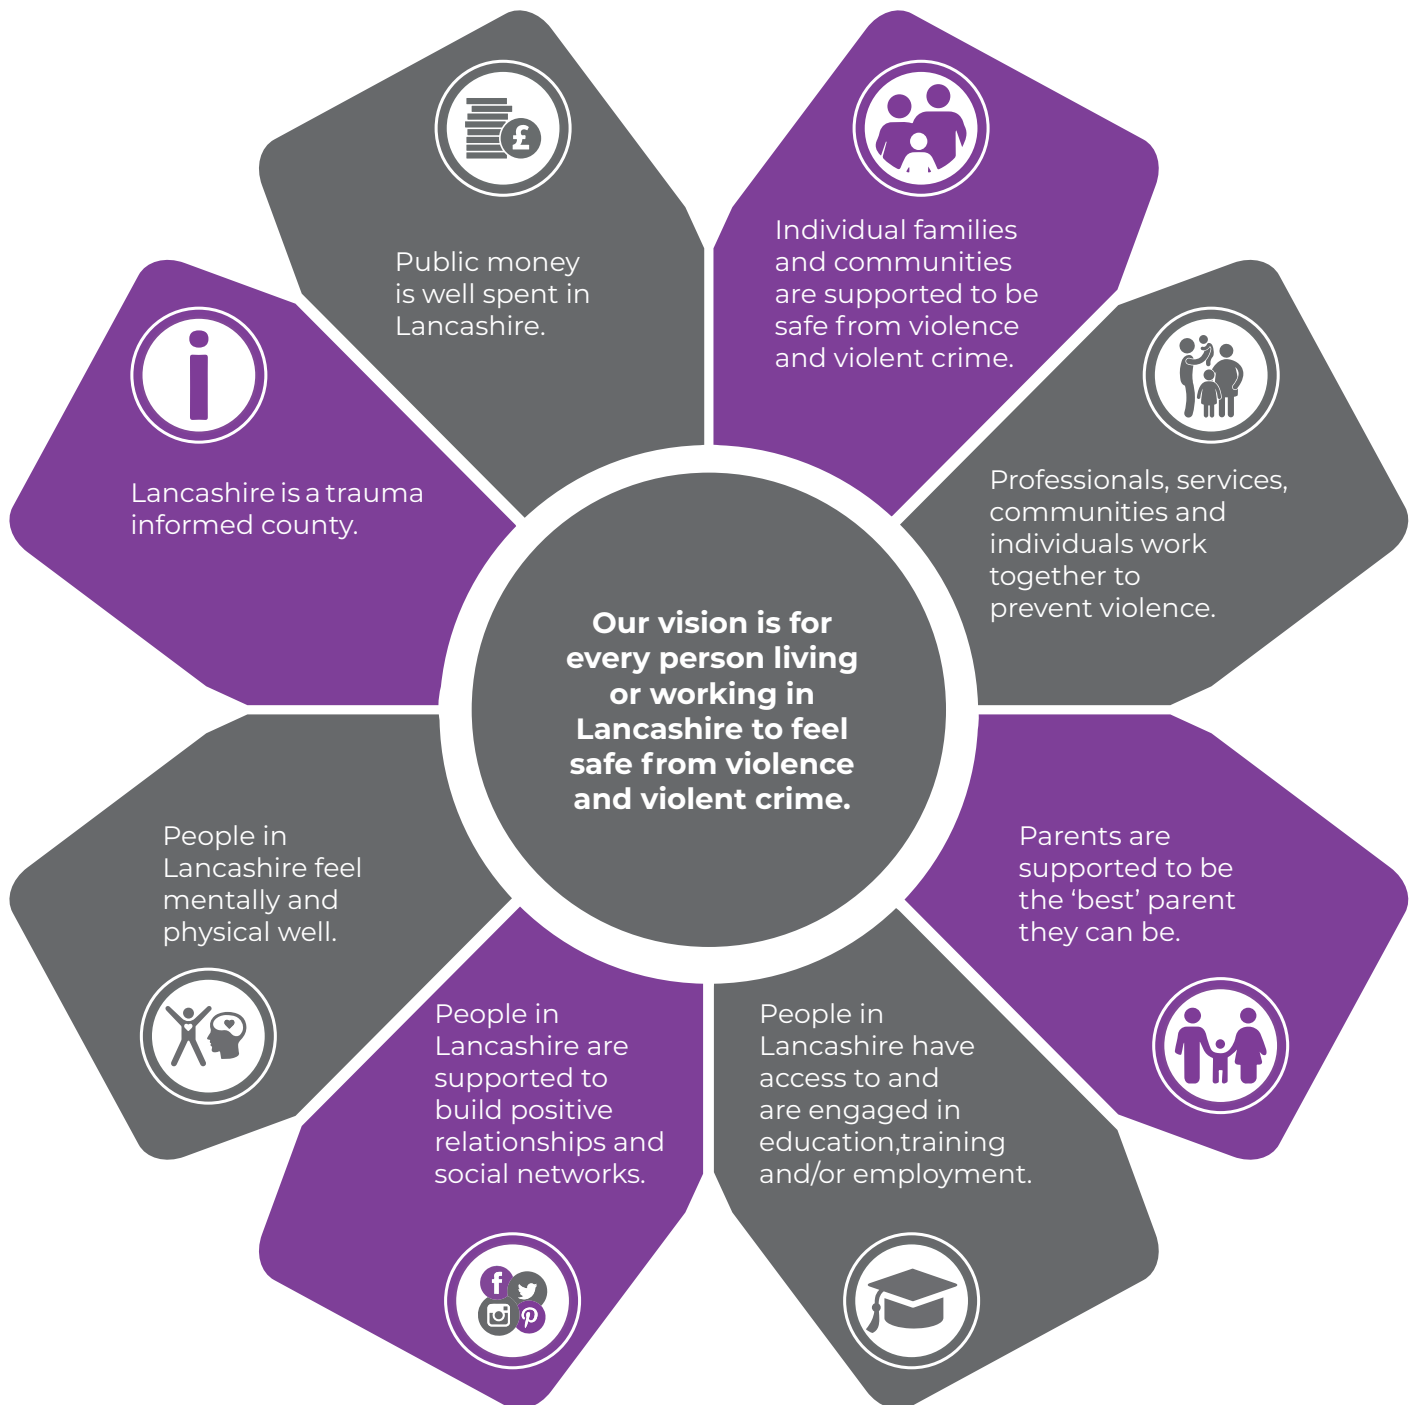 Public money
is well spent in
Lancashire.
Individual families
and communities
are supported to be
safe from violence
and violent crime.
Lancashire is a trauma
informed county.
Professionals, services,
communities and
individuals work
together to
prevent violence.
Our vision is for
every person living
or working in
Lancashire to feel
safe from violence
and violent crime.
People in
Lancashire feel
mentally and
physical well.
Parents are
supported to be
the ‘best’ parent
they can be.
People in
Lancashire are
supported to
build positive
relationships and
social networks.
People in
Lancashire have
access to and
are engaged in
education,training
and/or employment.